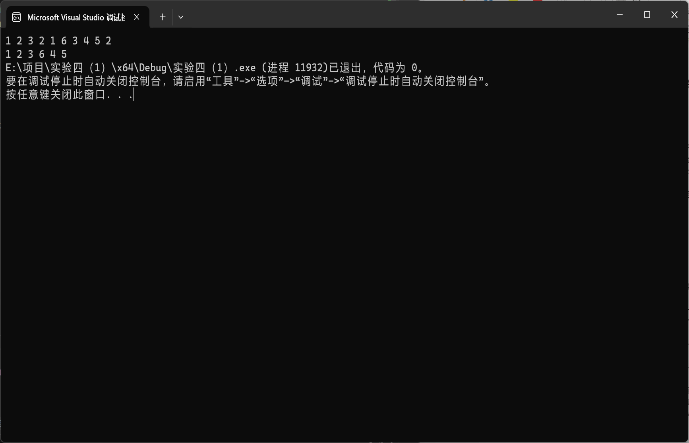 Microsoft Visual Studio 调试控
1 2 3 2 1 6 3 4 5 2
1 2 3 6 4 5
E:\项目\实验四（1）\x64\Debug\实验四（1）.exe (进程 11932)已退出，代码为 0。
要在调试停止时自动关闭控制台，请启用“工具”->“选项”->“调试”->“调试停止时自动关闭控制台”。
按任意键关闭此窗口. . .